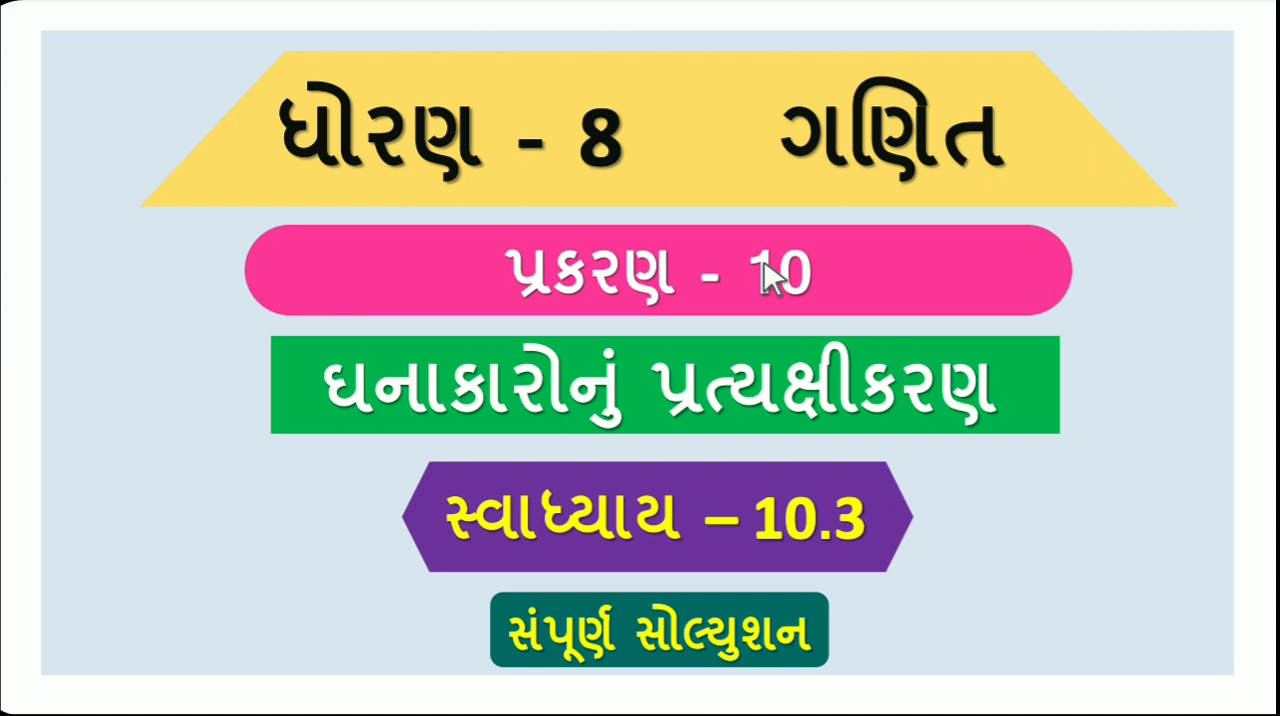 ધોરણ - 8 ગણિત
પ્રકરણ - 10
ઘનાકારોનું પ્રત્યક્ષીકરણ
સ્વાધ્યાય – 10.3
સંપૂર્ણ સોલ્યુશન